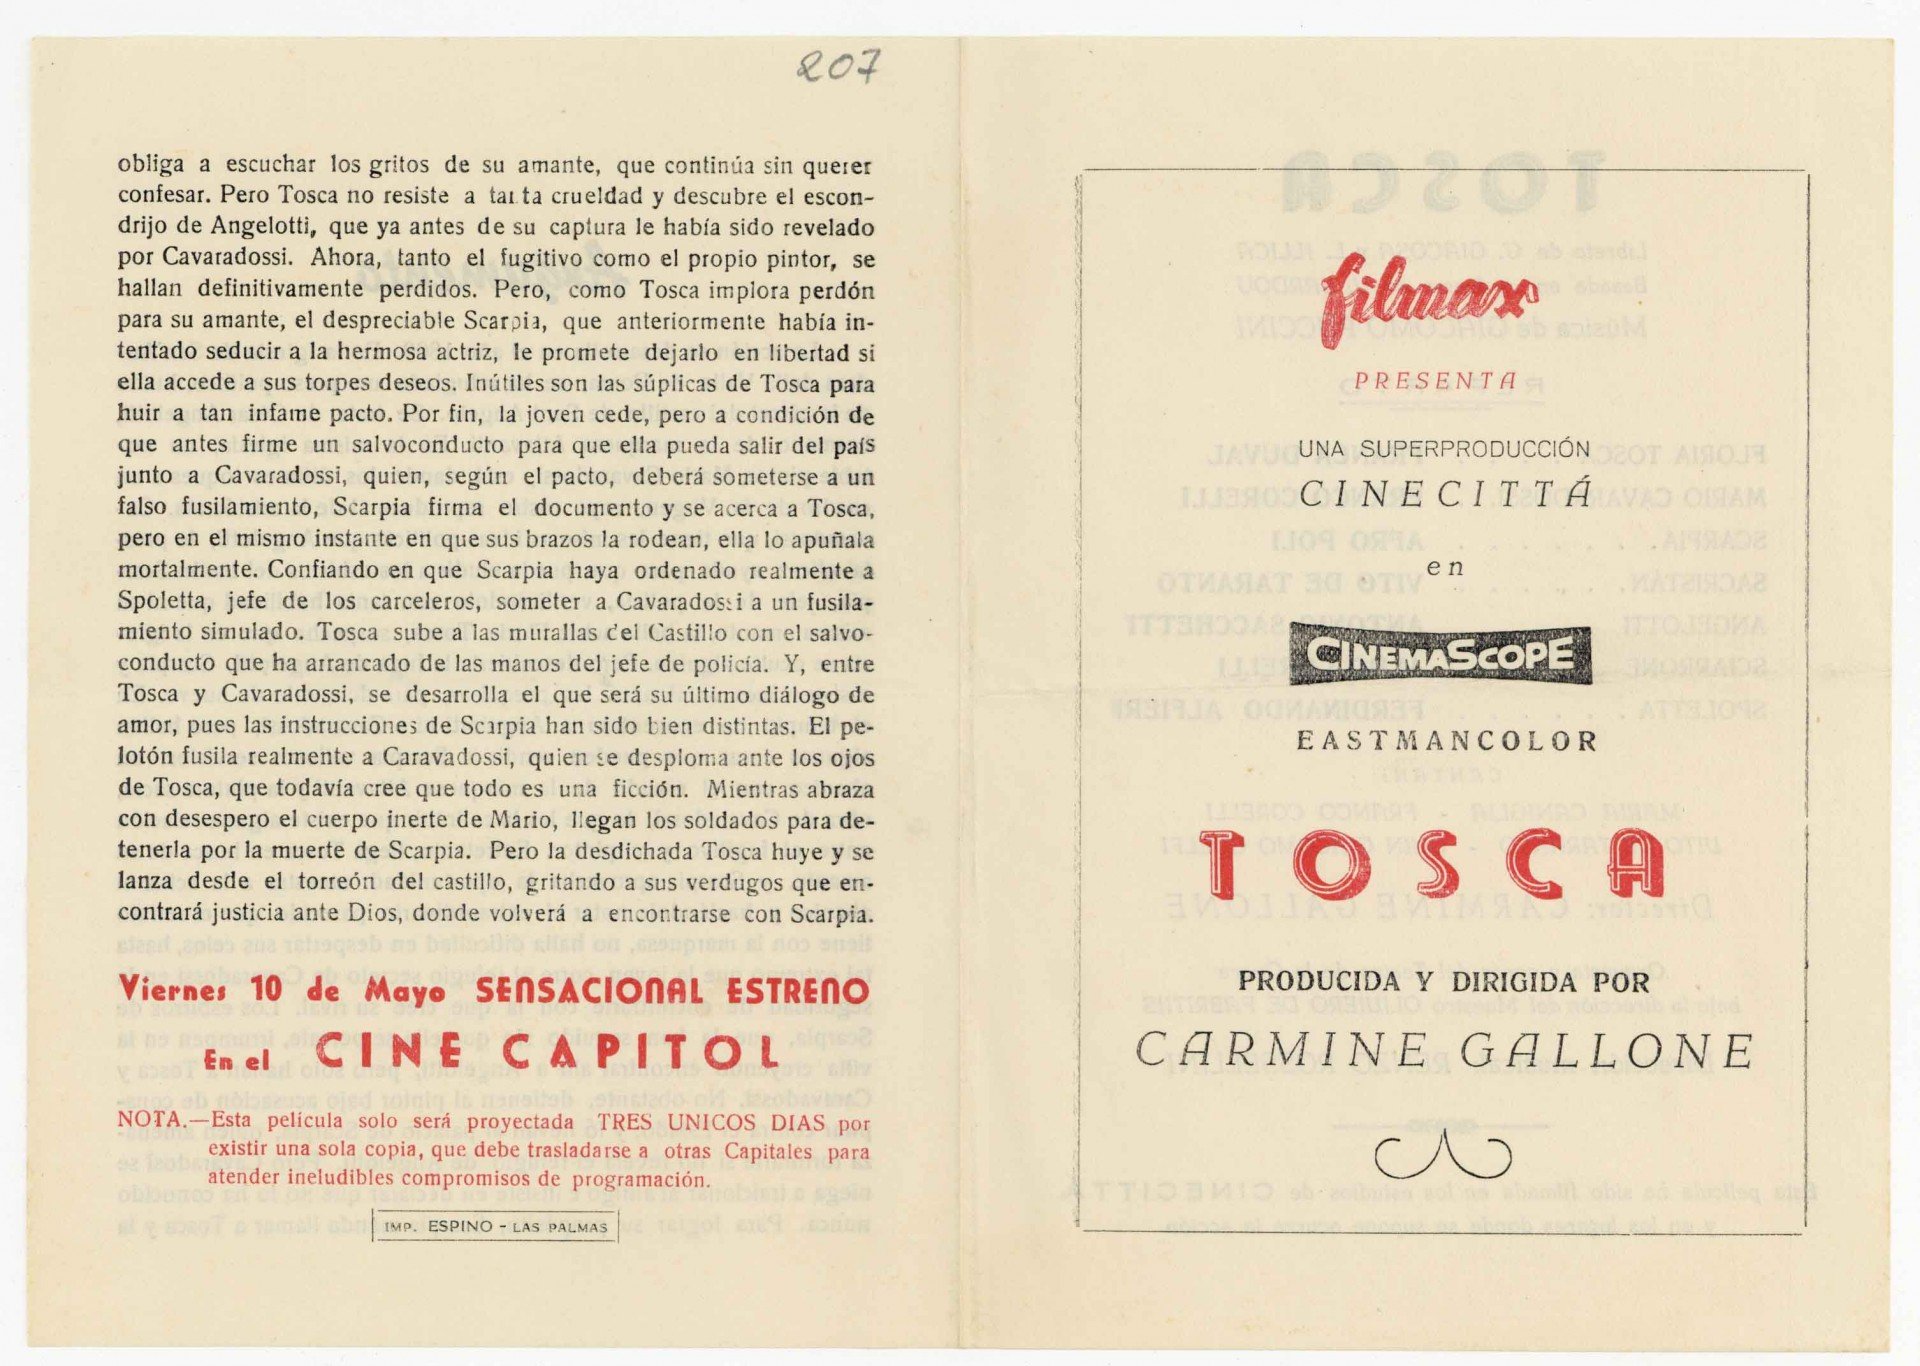 207
obliga a escuchar los gritos de su amante, que continúa sin querer
confesar. Pero Tosca no resiste a tanta crueldad y descubre el escon-
drijo de Angelotti, que ya antes de su captura le había sido revelado
por Cavaradossi. Ahora, tanto el fugitivo como el propio pintor, se
hallan definitivamente perdidos. Pero, como Tosca implora perdón
para su amante, el despreciable Scarpia, que anteriormente había in-
tentado seducir a la hermosa actriz, le promete dejarlo en libertad si
ella accede a sus torpes deseos. Inútiles son las súplicas de Tosca para
huir a tan infame pacto. Por fin, la joven cede, pero a condición de
que antes firme un salvoconducto para que ella pueda salir del país
junto a Cavaradossi, quien, según el pacto, deberá someterse a un
falso fusilamiento, Scarpia firma el documento y se acerca a Tosca,
pero en el mismo instante en que sus brazos la rodean, ella lo apuñala
mortalmente. Confiando en que Scarpia haya ordenado realmente a
Spoletta, jefe de los carceleros, someter a Cavaradossi a un fusila-
miento simulado. Tosca sube a las murallas del Castillo con el salvo-
conducto que ha arrancado de las manos del jefe de policía. Y, entre
Tosca y Cavaradossi, se desarrolla el que será su último diálogo de
amor, pues las instrucciones de Scarpia han sido bien distintas. El pe-
lotón fusila realmente a Caravadossi, quien se desploma ante los ojos
de Tosca, que todavía cree que todo es una ficción. Mientras abraza
con desespero el cuerpo inerte de Mario, llegan los soldados para de-
tenerla por la muerte de Scarpia. Pero la desdichada Tosca huye y se
lanza desde el torreón del castillo, gritando a sus verdugos que en-
contrará justicia ante Dios, donde volverá a encontrarse con Scarpia.
Viernes 10 de Mayo SENSACIONAL ESTRENO
En el CINE CAPITOL
NOTA.—Esta película solo será proyectada TRES UNICOS DIAS por
existir una sola copia, que debe trasladarse a otras Capitales para
atender ineludibles compromisos de programación.
IMP. ESPINO - LAS PALMAS
filmax
PRESENTA
UNA SUPERPRODUCCIÓN
CINECITTÁ
en
CINEMASCOPE
EASTMANCOLOR
TOSCA
PRODUCIDA Y DIRIGIDA POR
CARMINE GALLONE